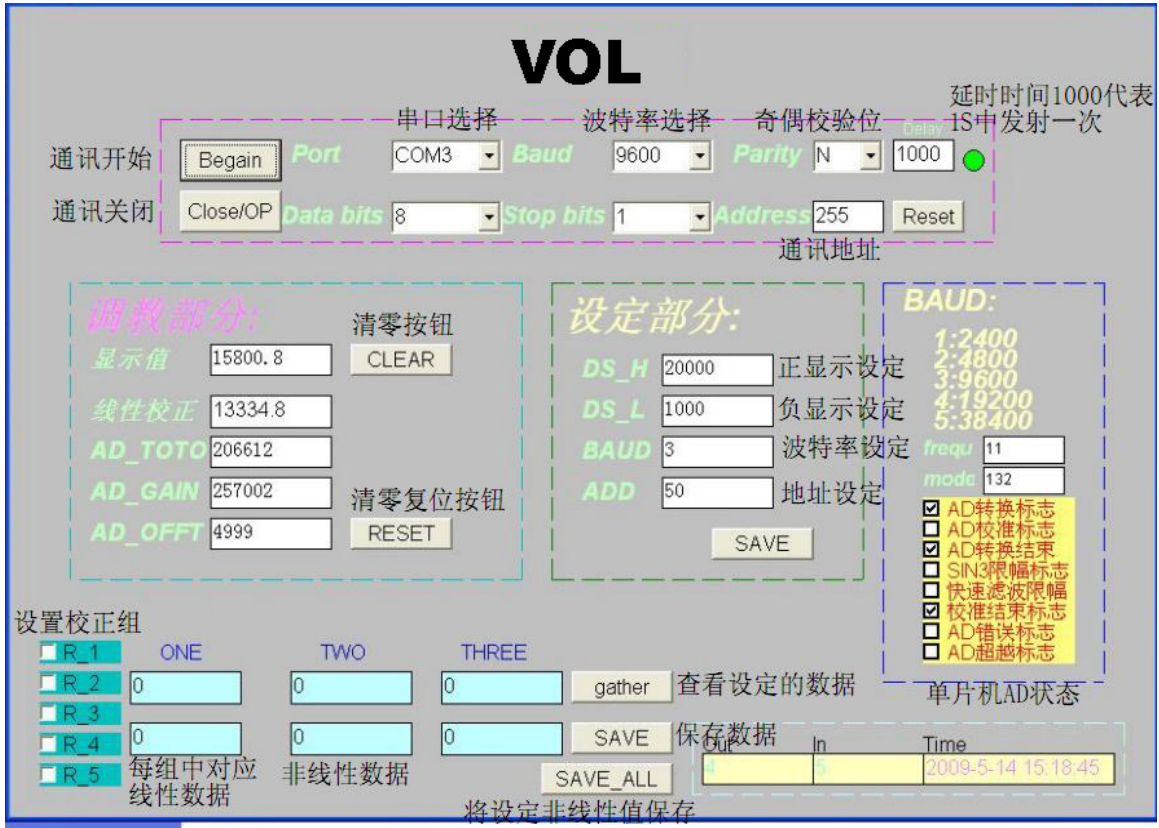 VOL
延时时间1000代表
1S中发射一次
串口选择 波特率选择 奇偶校验位 Delay
通讯开始 Begain Port COM3 Baud 9600 Parity N 1000
通讯关闭 Close/OP Data bits 8 Stop bits 1 Address 255 Reset
通讯地址
调教部分:
清零按钮
显示值 15800.8 CLEAR
线性校正 13334.8
AD_TOTO 206612
AD_GAIN 257002
清零复位按钮
AD_OFFT 4999 RESET
设定部分:
DS_H 20000 正显示设定
DS_L 1000 负显示设定
BAUD 3 波特率设定
ADD 50 地址设定
SAVE
BAUD:
1:2400
2:4800
3:9600
4:19200
5:38400
frequ 11
mode 132
AD转换标志
AD校准标志
AD转换结束
SIN3限幅标志
快速滤波限幅
校准结束标志
AD错误标志
AD超越标志
单片机AD状态
设置校正组
R_1 ONE TWO THREE
R_2 0 0 0 gather 查看设定的数据
R_3
R_4 0 0 0 SAVE 保存数据
R_5 每组中对应 非线性数据 SAVE_ALL
线性数据
将设定非线性值保存
Out In Time
4 5 2009-5-14 15:18:45